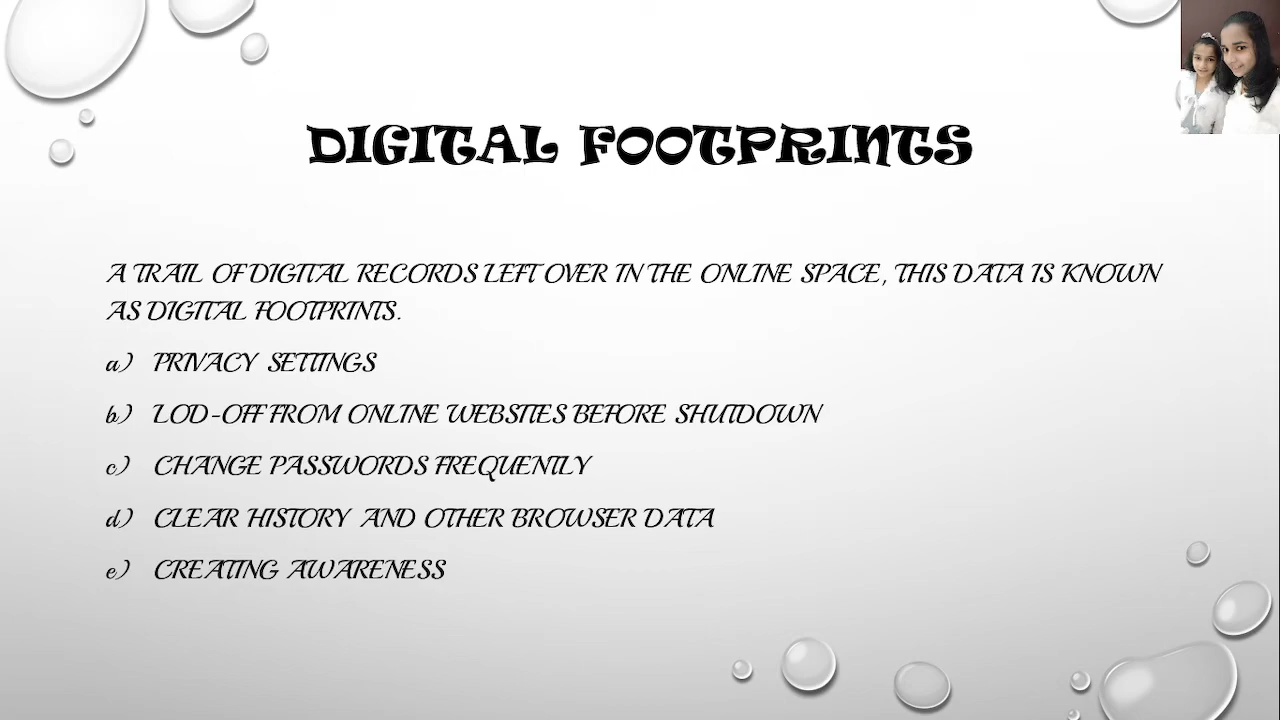 DIGITAL FOOTPRINTS
A TRAIL OF DIGITAL RECORDS LEFT OVER IN THE ONLINE SPACE, THIS DATA IS KNOWN
AS DIGITAL FOOTPRINTS.
a) PRIVACY SETTINGS
b) LOD-OFF FROM ONLINE WEBSITES BEFORE SHUTDOWN
c) CHANGE PASSWORDS FREQUENTLY
d) CLEAR HISTORY AND OTHER BROWSER DATA
e) CREATING AWARENESS